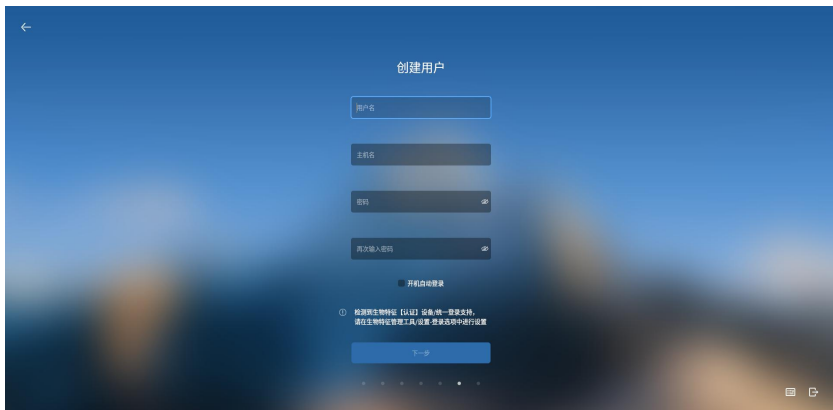 创建用户
用户名
主机名
密码
再次输入密码
开机自动登录
检测到生物特征【认证】设备/统一登录支持，
请在生物特征管理工具/设置-登录选项中进行设置
下一步